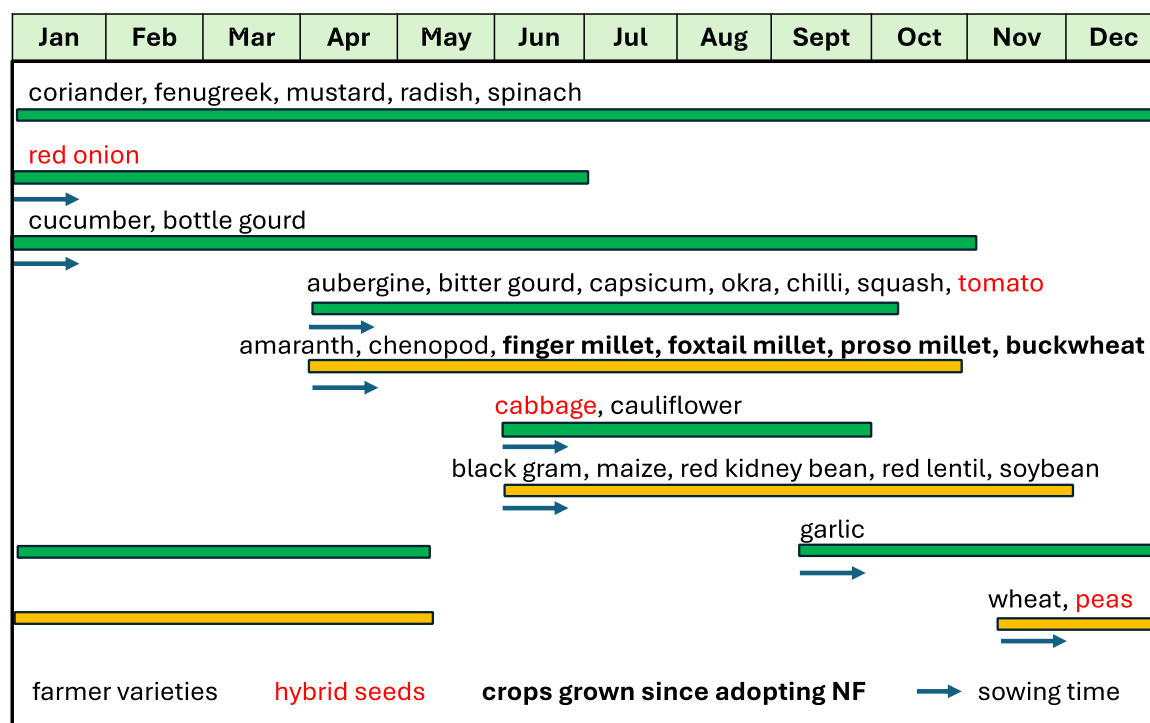 Jan Feb Mar Apr May Jun Jul Aug Sept Oct Nov Dec
coriander, fenugreek, mustard, radish, spinach
red onion
cucumber, bottle gourd
aubergine, bitter gourd, capsicum, okra, chilli, squash, tomato
amaranth, chenopod, finger millet, foxtail millet, proso millet, buckwheat
cabbage, cauliflower
black gram, maize, red kidney bean, red lentil, soybean
garlic
wheat, peas
farmer varieties hybrid seeds crops grown since adopting NF sowing time